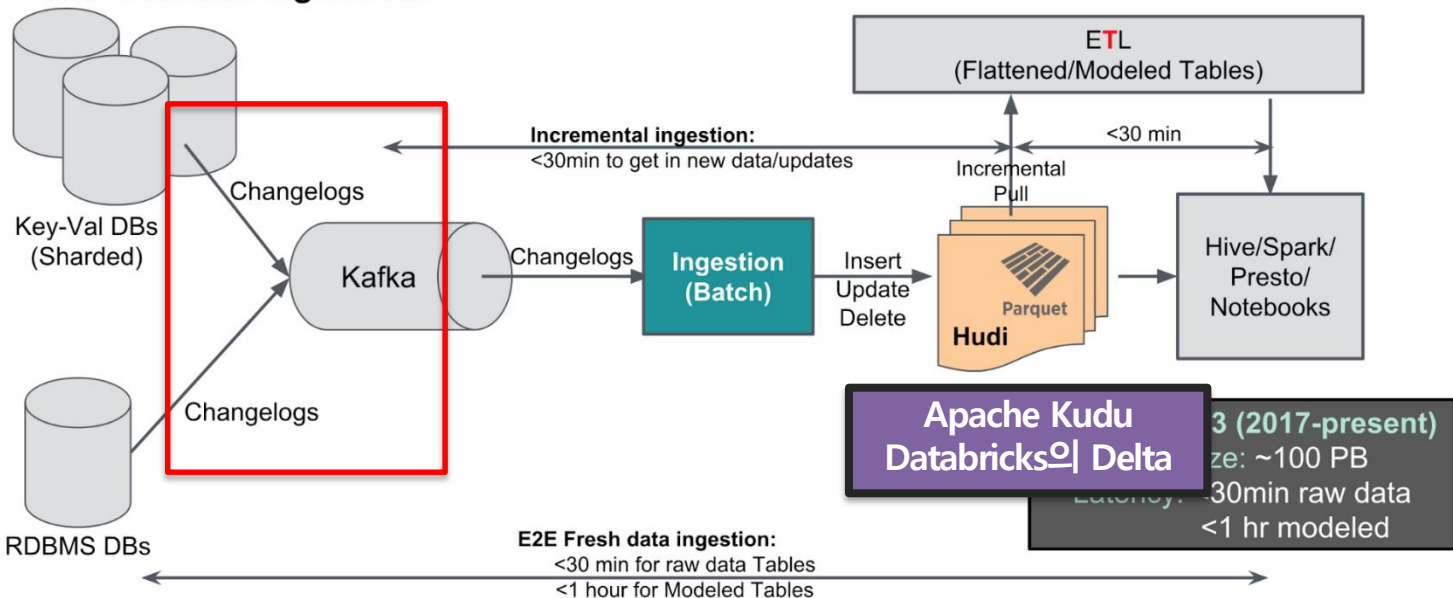 ETL
(Flattened/Modeled Tables)
Incremental ingestion:
<30min to get in new data/updates
<30 min
Incremental
Pull
Changelogs
Key-Val DBs
(Sharded)
Kafka
Changelogs
Ingestion
(Batch)
Insert
Update
Delete
Parquet
Hudi
Hive/Spark/
Presto/
Notebooks
Changelogs
RDBMS DBs
Apache Kudu
Databricks의 Delta
3 (2017-present)
~100 PB
Latency: <30min raw data
<1 hr modeled
E2E Fresh data ingestion:
<30 min for raw data Tables
<1 hour for Modeled Tables